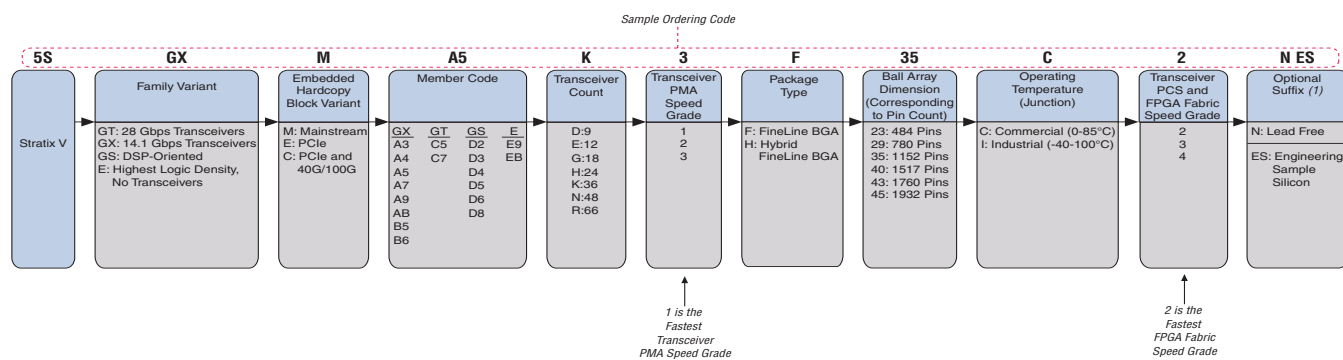 Sample Ordering Code
5S GX M A5 K 3 F 35 C 2 N ES
Stratix V
Family Variant
GT: 28 Gbps Transceivers
GX: 14.1 Gbps Transceivers
GS: DSP-Oriented
E: Highest Logic Density,
No Transceivers
Embedded
Hardcopy
Block Variant
M: Mainstream
E: PCIe
C: PCIe and
40G/100G
Member Code
GX GT GS E
A3 C5 D2 E9
A4 C7 D3 EB
A5 D4
A7 D5
A9 D6
AB D8
B5
B6
Transceiver
Count
D:9
E:12
G:18
H:24
K:36
N:48
R:66
Transceiver
PMA
Speed
Grade
1
2
3
Package
Type
F: FineLine BGA
H: Hybrid
FineLine BGA
Ball Array
Dimension
(Corresponding
to Pin Count)
23: 484 Pins
29: 780 Pins
35: 1152 Pins
40: 1517 Pins
43: 1760 Pins
45: 1932 Pins
Operating
Temperature
(Junction)
C: Commercial (0-85°C)
I: Industrial (-40-100°C)
Transceiver
PCS and
FPGA Fabric
Speed Grade
2
3
4
Optional
Suffix (1)
N: Lead Free
ES: Engineering
Sample
Silicon
1 is the
Fastest
Transceiver
PMA Speed Grade
2 is the
Fastest
FPGA Fabric
Speed Grade